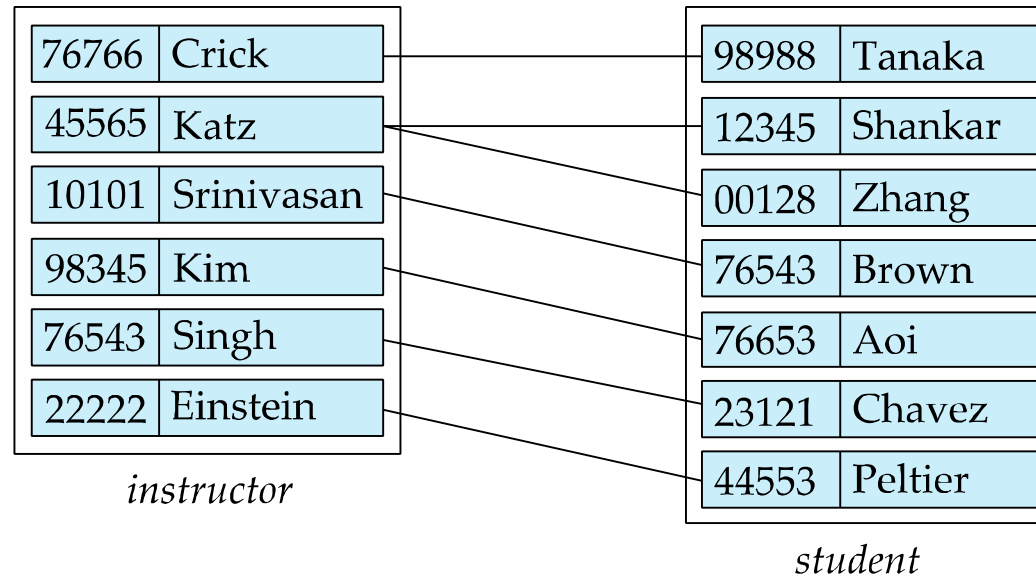 76766 Crick
45565 Katz
10101 Srinivasan
98345 Kim
76543 Singh
22222 Einstein
instructor
98988 Tanaka
12345 Shankar
00128 Zhang
76543 Brown
76653 Aoi
23121 Chavez
44553 Peltier
student